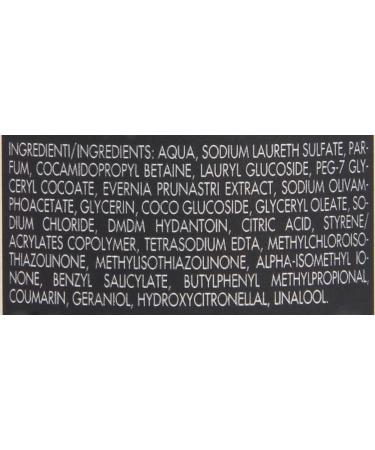 INGREDIENTI/INGREDIENTS: AQUA, SODIUM LAURETH SULFATE, PAR-
FUM, COCAMIDOPROPYL BETAINE, LAURYL GLUCOSIDE, PEG-7 GLY-
CERYL COCOATE, EVERNIA PRUNASTRI EXTRACT, SODIUM OLIVAM-
PHOACETATE, GLYCERIN, COCO GLUCOSIDE, GLYCERYL OLEATE, SO-
DIUM CHLORIDE, DMDM HYDANTOIN, CITRIC ACID, STYRENE/
ACRYLATES COPOLYMER, TETRASODIUM EDTA, METHYLCHLOROISO-
THIAZOLINONE, METHYLISOTHIAZOLINONE, ALPHA-ISOMETHYL IO-
NONE, BENZYL SALICYLATE, BUTYLPHENYL METHYLPROPIONAL,
COUMARIN, GERANIOL, HYDROXYCITRONELLAL, LINALOOL.